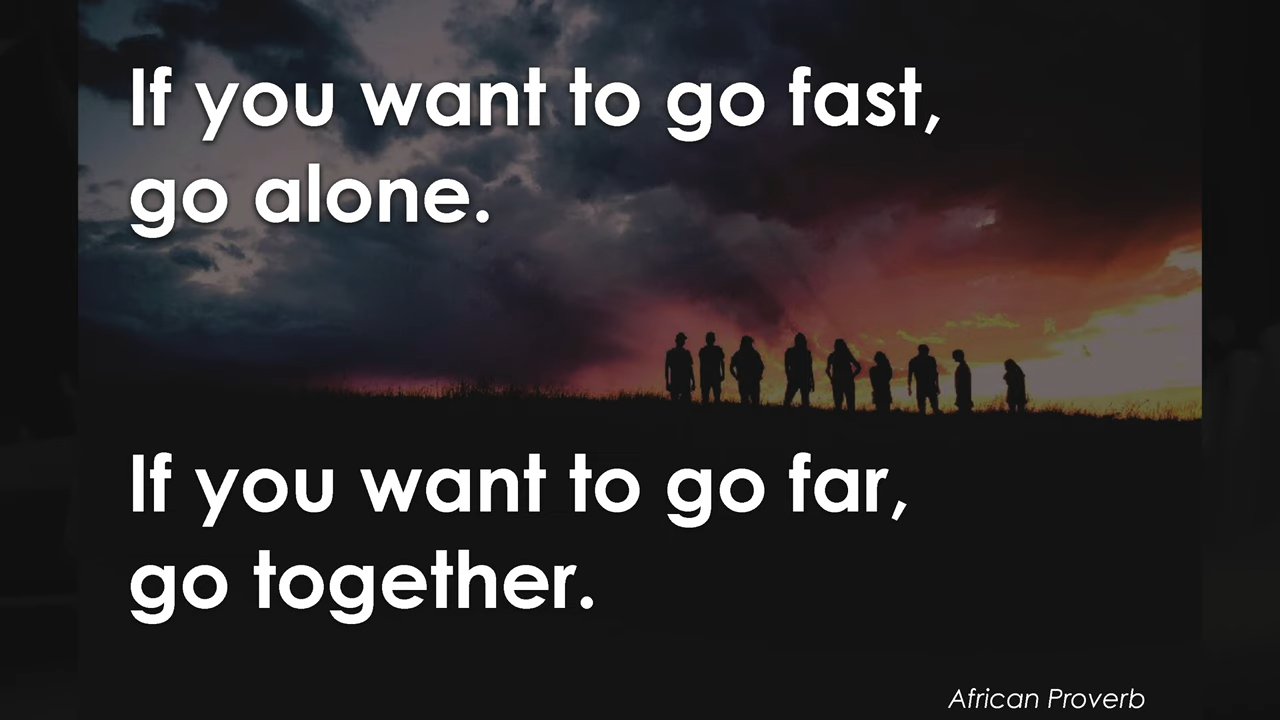 If you want to go fast,
go alone.
If you want to go far,
go together.
African Proverb